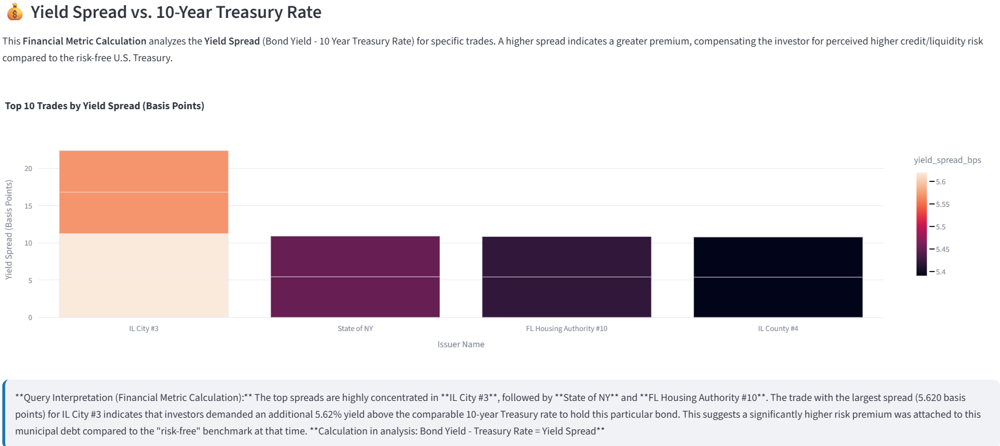 💰 Yield Spread vs. 10-Year Treasury Rate
This Financial Metric Calculation analyzes the Yield Spread (Bond Yield - 10 Year Treasury Rate) for specific trades. A higher spread indicates a greater premium, compensating the investor for perceived higher credit/liquidity risk
compared to the risk-free U.S. Treasury.
Top 10 Trades by Yield Spread (Basis Points)
Yield Spread (Basis Points)
20
15
10
5
0
IL City #3
State of NY
FL Housing Authority #10
IL County #4
Issuer Name
yield_spread_bps
5.6
5.55
5.5
5.45
5.4
**Query Interpretation (Financial Metric Calculation):** The top spreads are highly concentrated in **IL City #3**, followed by **State of NY** and **FL Housing Authority #10**. The trade with the largest spread (5.620 basis
points) for IL City #3 indicates that investors demanded an additional 5.62% yield above the comparable 10-year Treasury rate to hold this particular bond. This suggests a significantly higher risk premium was attached to this
municipal debt compared to the "risk-free" benchmark at that time. **Calculation in analysis: Bond Yield - Treasury Rate = Yield Spread**